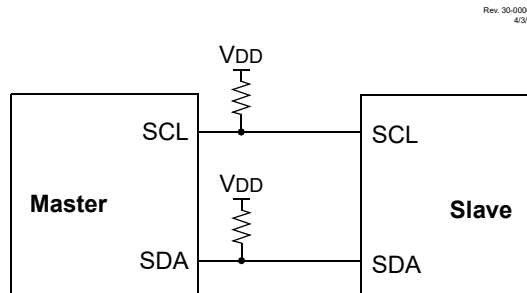 Rev. 30-000
4/3/
VDD
SCL
SCL
VDD
Master
Slave
SDA
SDA